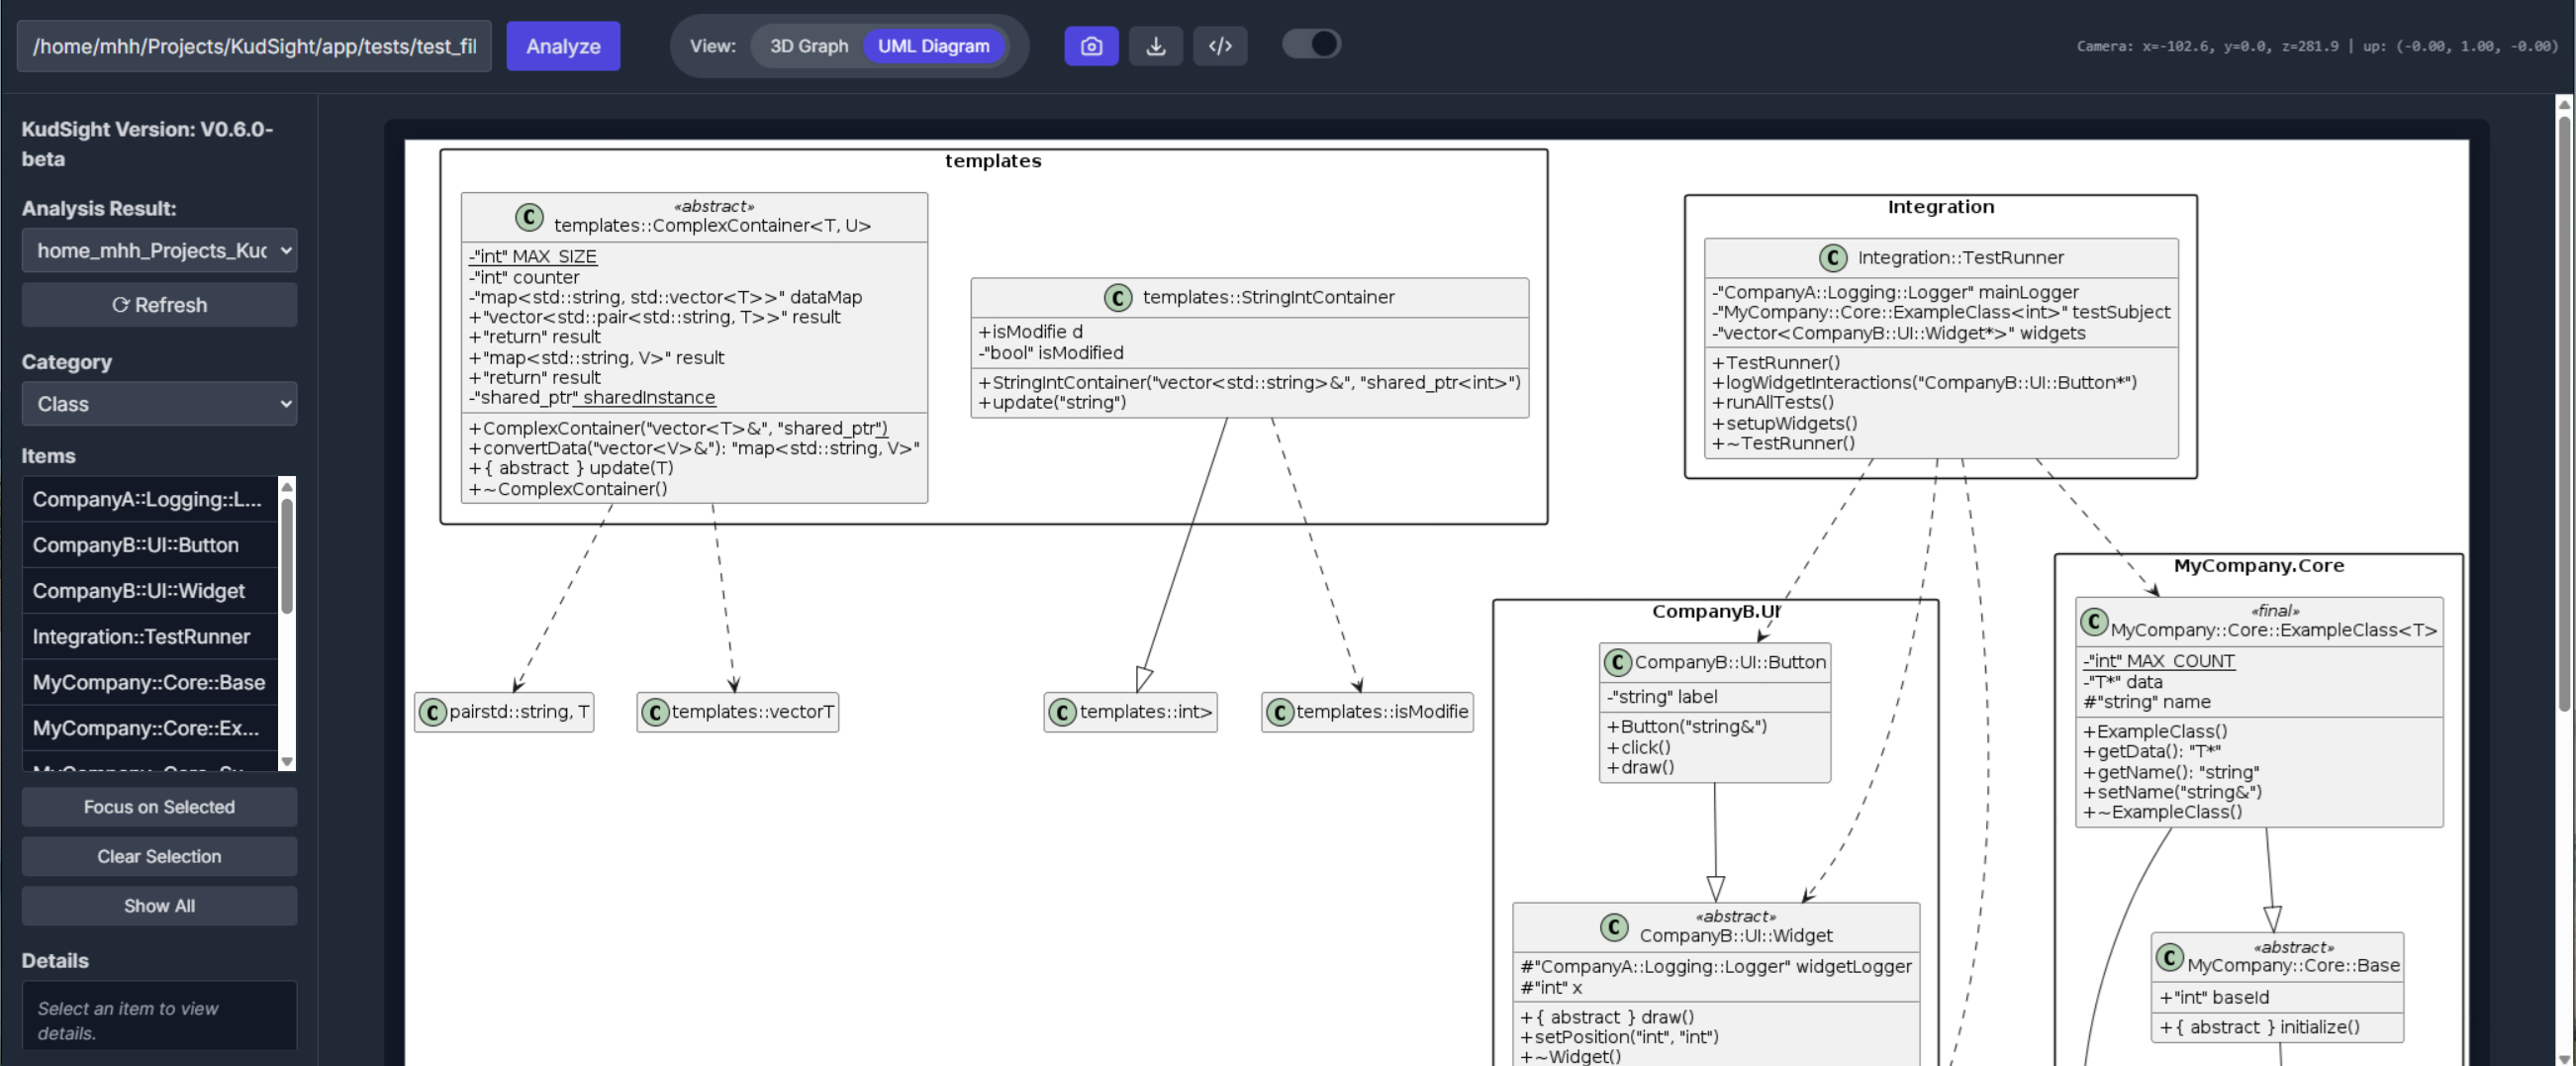 /home/mhh/Projects/KudSight/app/tests/test_fil
Analyze
View:
3D Graph
UML Diagram
</>
Camera: x=-102.6, y=0.0, z=281.9 | up: (-0.00, 1.00, -0.00)
KudSight Version: V0.6.0-
beta
Analysis Result:
home_mhh_Projects_Kuc
Refresh
Category
Class
Items
CompanyA::Logging::L...
CompanyB::UI::Button
CompanyB::UI::Widget
Integration::TestRunner
MyCompany::Core::Base
MyCompany::Core::Ex...
Focus on Selected
Clear Selection
Show All
Details
Select an item to view
details.
templates
C
«abstract»
templates::ComplexContainer<T, U>
-"int" MAX_SIZE
-"int" counter
-"map<std::string, std::vector<T>>" dataMap
+"vector<std::pair<std::string, T>>" result
+"return" result
+"map<std::string, V>" result
+"return" result
-"shared_ptr" sharedInstance
+ComplexContainer("vector<T>&", "shared_ptr")
+convertData("vector<V>&"): "map<std::string, V>"
+{ abstract } update(T)
+~ComplexContainer()
C templates::StringIntContainer
+isModifie d
-"bool" isModified
+StringIntContainer("vector<std::string>&", "shared_ptr<int>")
+update("string")
C pairstd::string, T
C templates::vectorT
C templates::int>
C templates::isModifie
Integration
C Integration::TestRunner
-"CompanyA::Logging::Logger" mainLogger
-"MyCompany::Core::ExampleClass<int>" testSubject
-"vector<CompanyB::UI::Widget*>" widgets
+TestRunner()
+logWidgetInteractions("CompanyB::UI::Button*")
+runAllTests()
+setupWidgets()
+~TestRunner()
CompanyB.UI
C CompanyB::UI::Button
-"string" label
+Button("string&")
+click()
+draw()
C
«abstract»
CompanyB::UI::Widget
#"CompanyA::Logging::Logger" widgetLogger
#"int" x
+{ abstract } draw()
+setPosition("int", "int")
+~Widget()
MyCompany.Core
C
«final»
MyCompany::Core::ExampleClass<T>
-"int" MAX_COUNT
-"T*" data
#"string" name
+ExampleClass()
+getData(): "T*"
+getName(): "string"
+setName("string&")
+~ExampleClass()
C
«abstract»
MyCompany::Core::Base
+"int" baseId
+{ abstract } initialize()